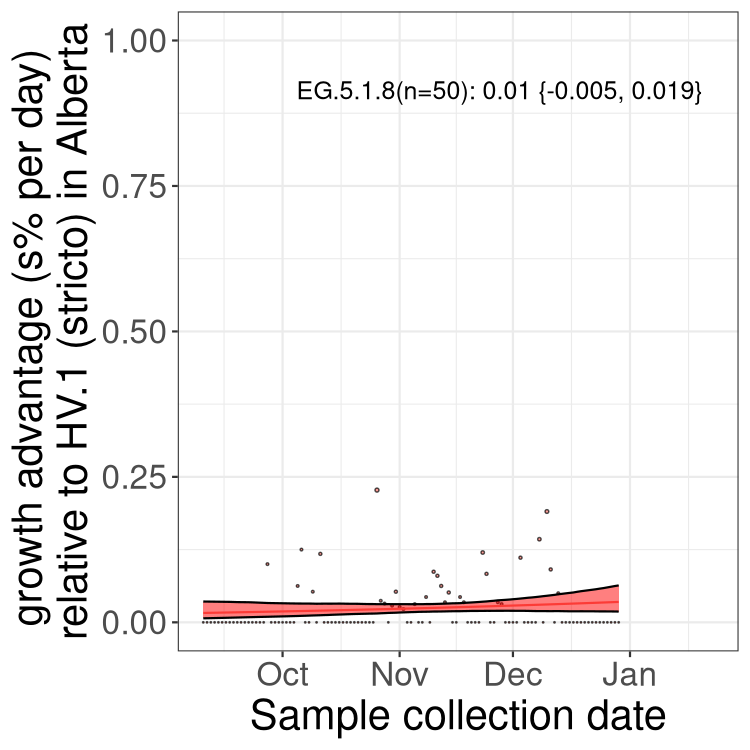 growth advantage (s% per day)
relative to HV.1 (stricto) in Alberta
1.00
0.75
0.50
0.25
0.00
EG.5.1.8(n=50): 0.01 {-0.005, 0.019}
Oct Nov Dec Jan
Sample collection date